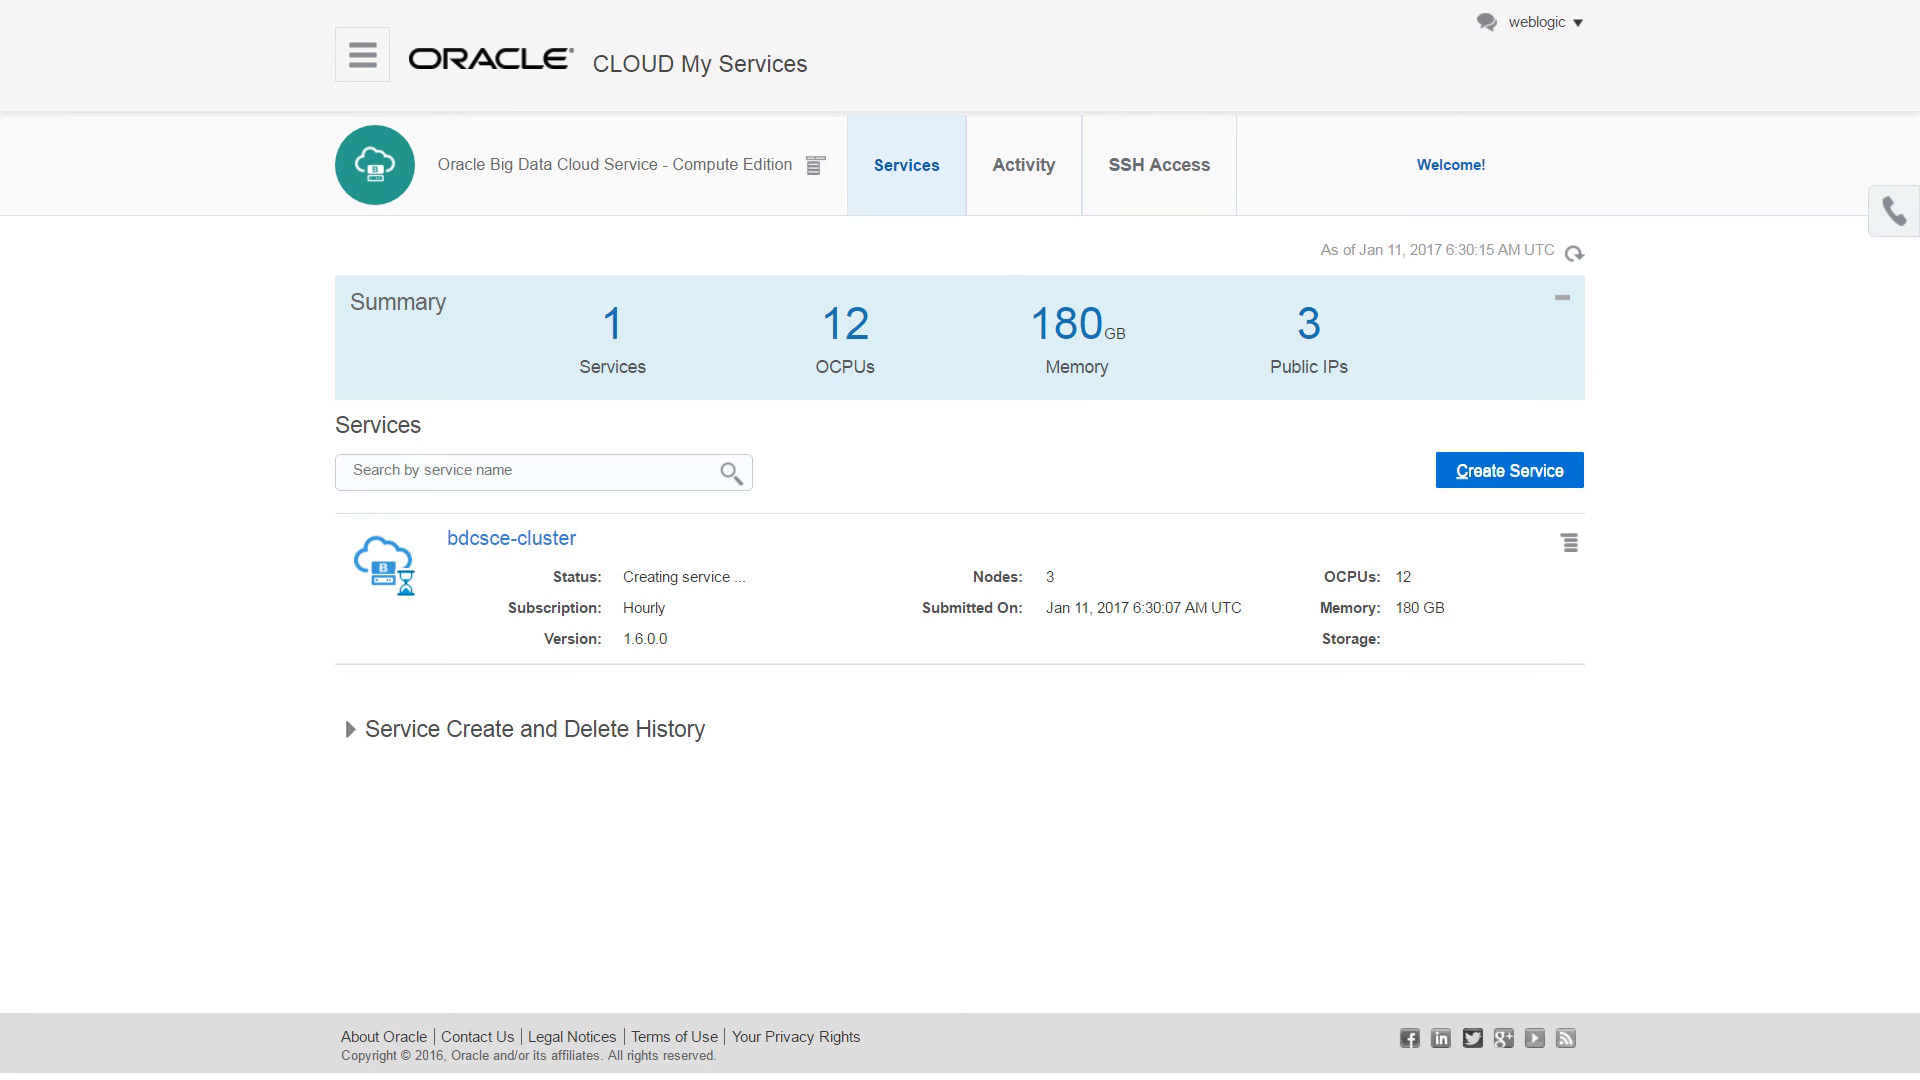 weblogic
ORACLE CLOUD My Services
Oracle Big Data Cloud Service - Compute Edition
Services
Activity
SSH Access
Welcome!
As of Jan 11, 2017 6:30:15 AM UTC
Summary
1
Services
12
OCPUs
180 GB
Memory
3
Public IPs
Services
Search by service name
Create Service
B
bdcsce-cluster
Status: Creating service ...
Nodes: 3
OCPUs: 12
Subscription: Hourly
Submitted On: Jan 11, 2017 6:30:07 AM UTC
Memory: 180 GB
Version: 1.6.0.0
Storage:
Service Create and Delete History
About Oracle | Contact Us | Legal Notices | Terms of Use | Your Privacy Rights
Copyright © 2016, Oracle and/or its affiliates. All rights reserved.